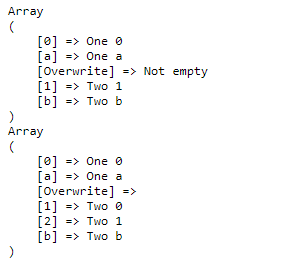 Array
(
    [0] => One 0
    [a] => One a
    [Overwrite] => Not empty
    [1] => Two 1
    [b] => Two b
)
Array
(
    [0] => One 0
    [a] => One a
    [Overwrite] =>
    [1] => Two 0
    [2] => Two 1
    [b] => Two b
)